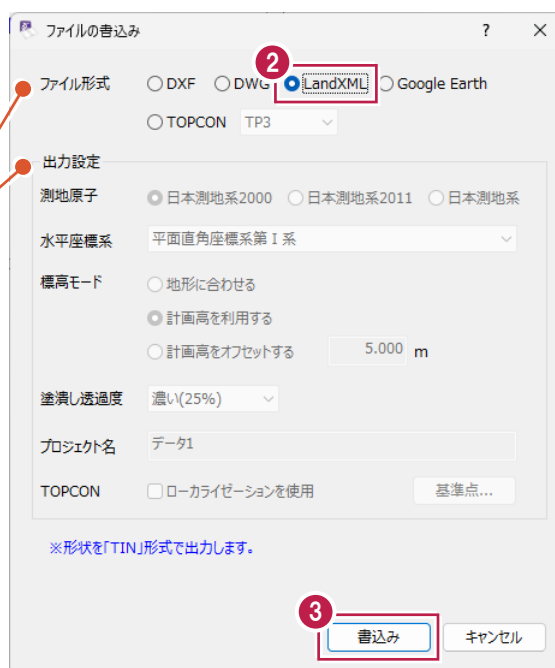 ファイルの書込み ? ×
2
ファイル形式 DXF DWG LandXML Google Earth
TOPCON TP3
出力設定
測地原子 日本測地系2000 日本測地系2011 日本測地系
水平座標系 平面直角座標系第Ⅰ系
標高モード 地形に合わせる
計画高を利用する
計画高をオフセットする 5.000 m
塗潰し透過度 濃い(25%)
プロジェクト名 データ1
TOPCON ローカライゼーションを使用 基準点...
※形状を「TIN」形式で出力します。
3
書込み キャンセル